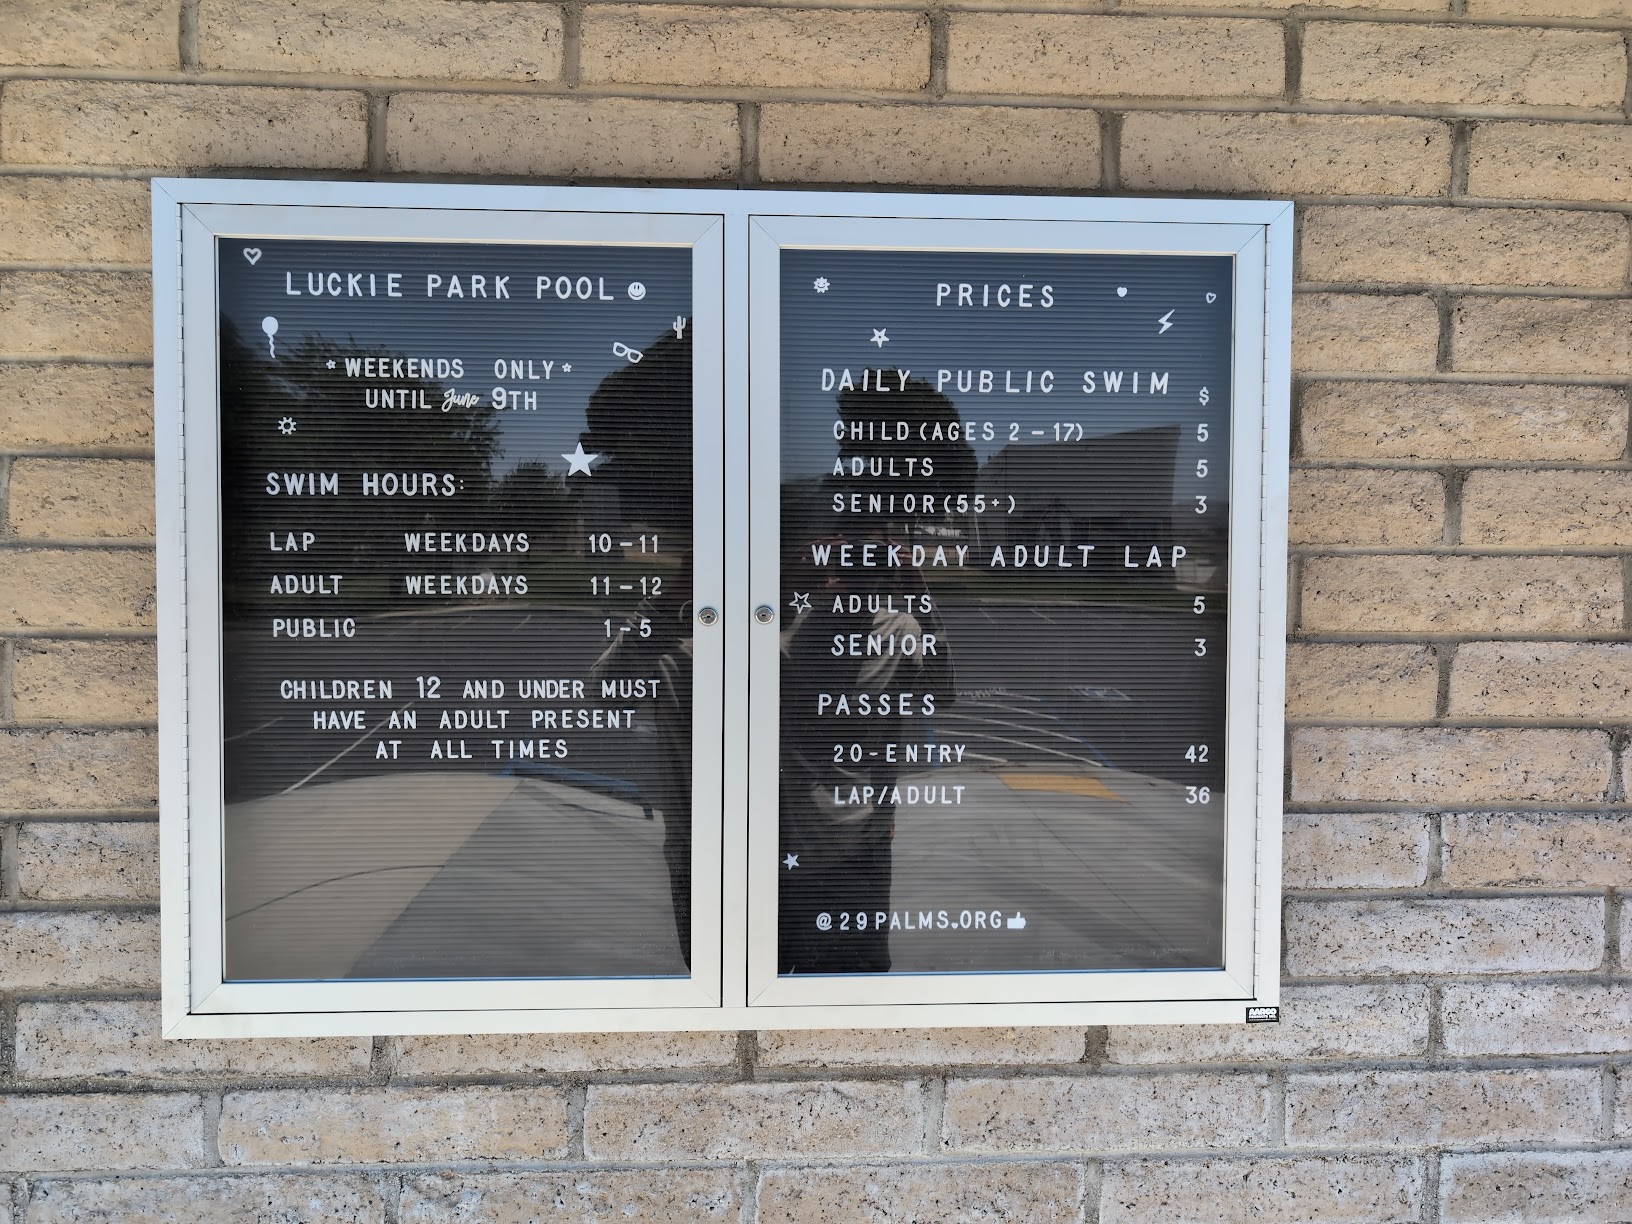 LUCKIE PARK POOL
WEEKENDS ONLY
UNTIL June 9TH
SWIM HOURS:
LAP WEEKDAYS 10-11
ADULT WEEKDAYS 11-12
PUBLIC 1-5
CHILDREN 12 AND UNDER MUST
HAVE AN ADULT PRESENT
AT ALL TIMES
PRICES
DAILY PUBLIC SWIM $
CHILD (AGES 2-17) 5
ADULTS 5
SENIOR (55+) 3
WEEKDAY ADULT LAP
ADULTS 5
SENIOR 3
PASSES
20-ENTRY 42
LAP/ADULT 36
@29PALMS.ORG
AARCO